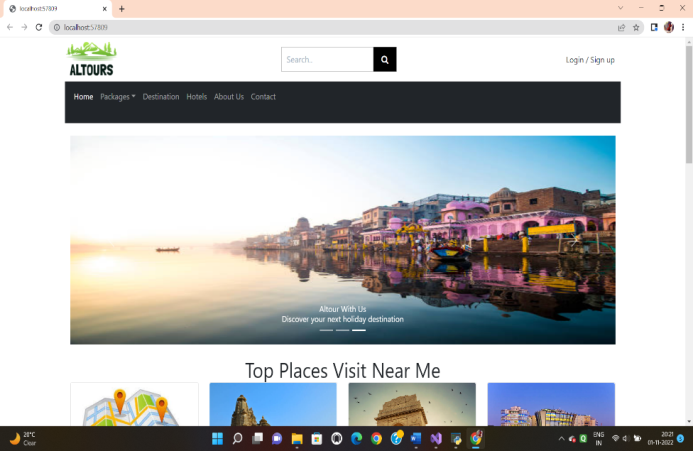 localhost:57809
localhost:57809
ALTOURS
Search..
Login / Sign up
Home Packages Destination Hotels About Us Contact
Altour With Us
Discover your next holiday destination
Top Places Visit Near Me
28°C
Clear
ENG
IN
20:21
01-11-2022